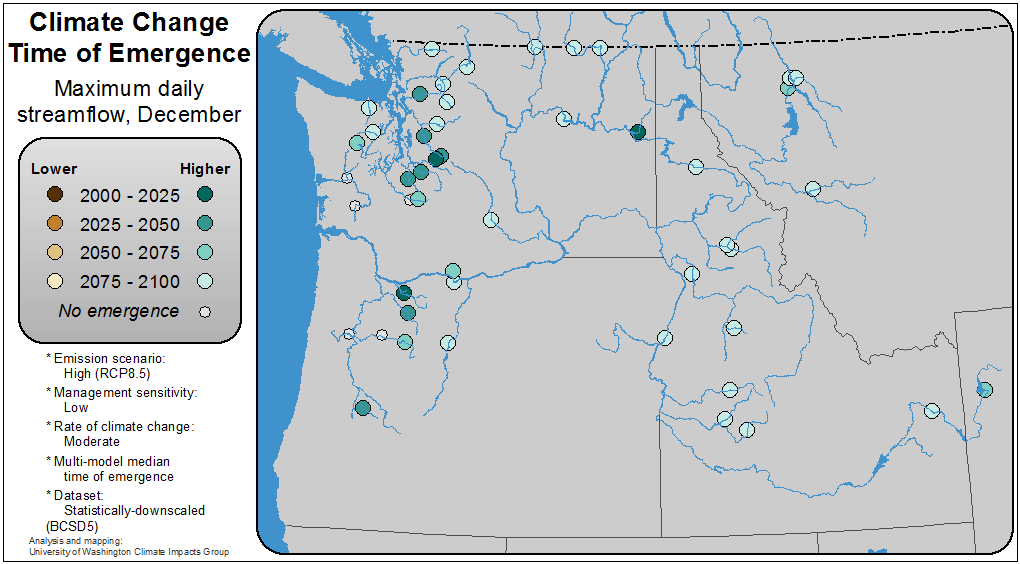 Climate Change
Time of Emergence
Maximum daily
streamflow, December
Lower Higher
2000 - 2025
2025 - 2050
2050 - 2075
2075 - 2100
No emergence
* Emission scenario:
High (RCP8.5)
* Management sensitivity:
Low
* Rate of climate change:
Moderate
* Multi-model median
time of emergence
* Dataset:
Statistically-downscaled
(BCSD5)
Analysis and mapping:
University of Washington Climate Impacts Group